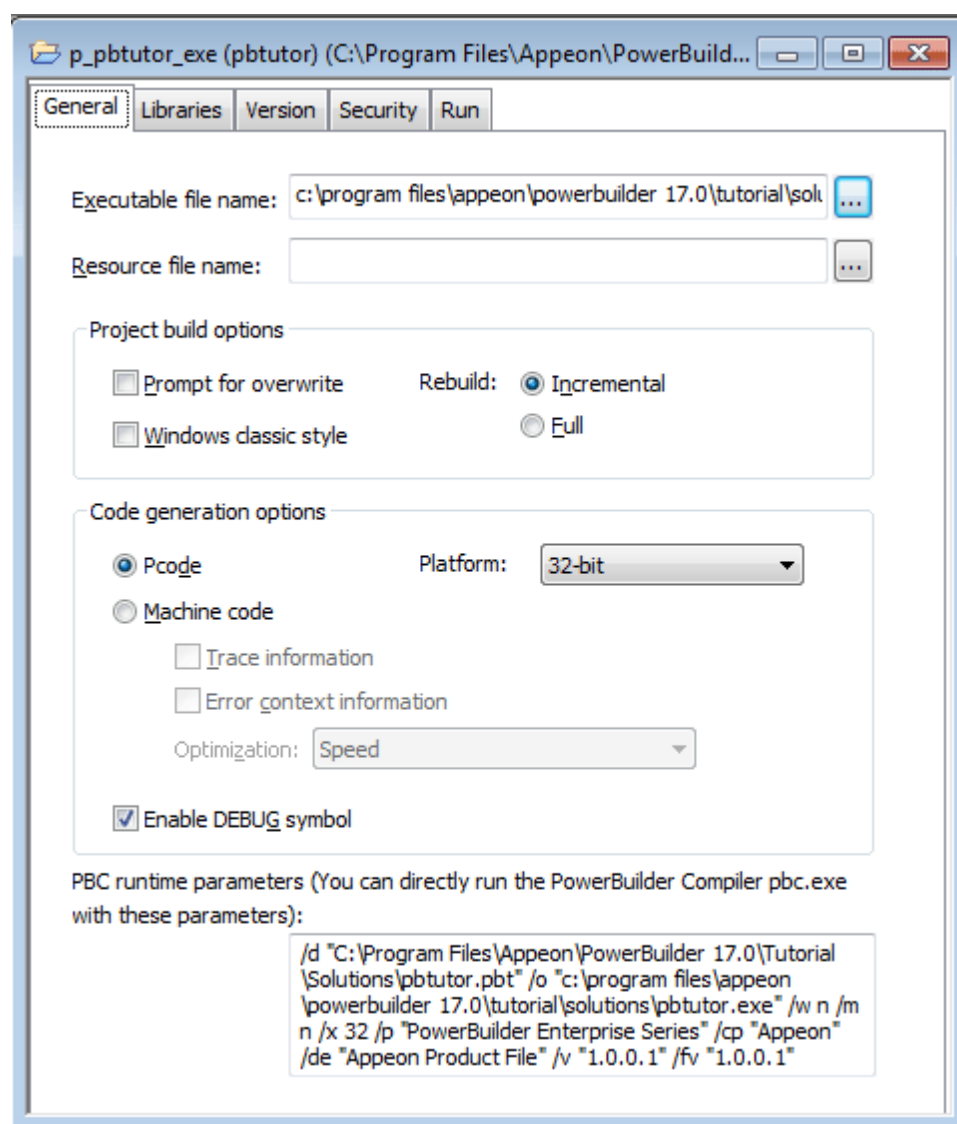 p_pbtutor_exe (pbtutor) (C:\Program Files\Appeon\PowerBuild...
General Libraries Version Security Run
Executable file name: c:\program files\appeon\powerbuilder 17.0\tutorial\solu ...
Resource file name: ...
Project build options
Prompt for overwrite Rebuild: Incremental
Windows classic style Full
Code generation options
Pcode Platform: 32-bit
Machine code
Trace information
Error context information
Optimization: Speed
Enable DEBUG symbol
PBC runtime parameters (You can directly run the PowerBuilder Compiler pbc.exe
with these parameters):
/d "C:\Program Files\Appeon\PowerBuilder 17.0\Tutorial
\Solutions\pbtutor.pbt" /o "c:\program files\appeon
\powerbuilder 17.0\tutorial\solutions\pbtutor.exe" /w n /m
n /x 32 /p "PowerBuilder Enterprise Series" /cp "Appeon"
/de "Appeon Product File" /v "1.0.0.1" /fv "1.0.0.1"